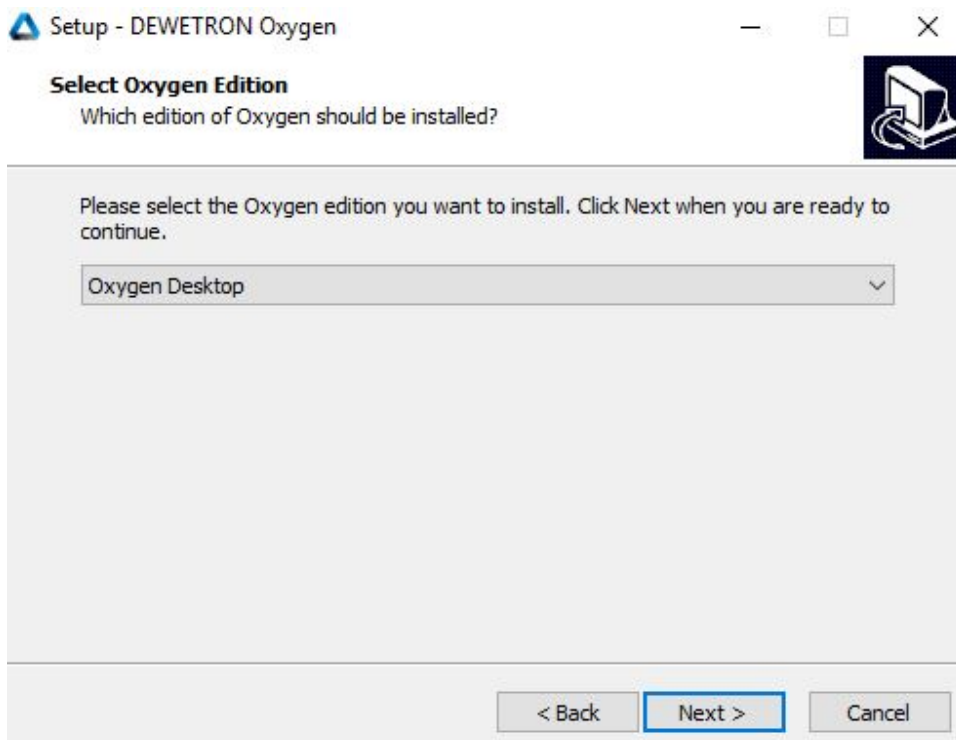 Setup - DEWETRON Oxygen
Select Oxygen Edition
Which edition of Oxygen should be installed?
Please select the Oxygen edition you want to install. Click Next when you are ready to
continue.
Oxygen Desktop
< Back Next > Cancel